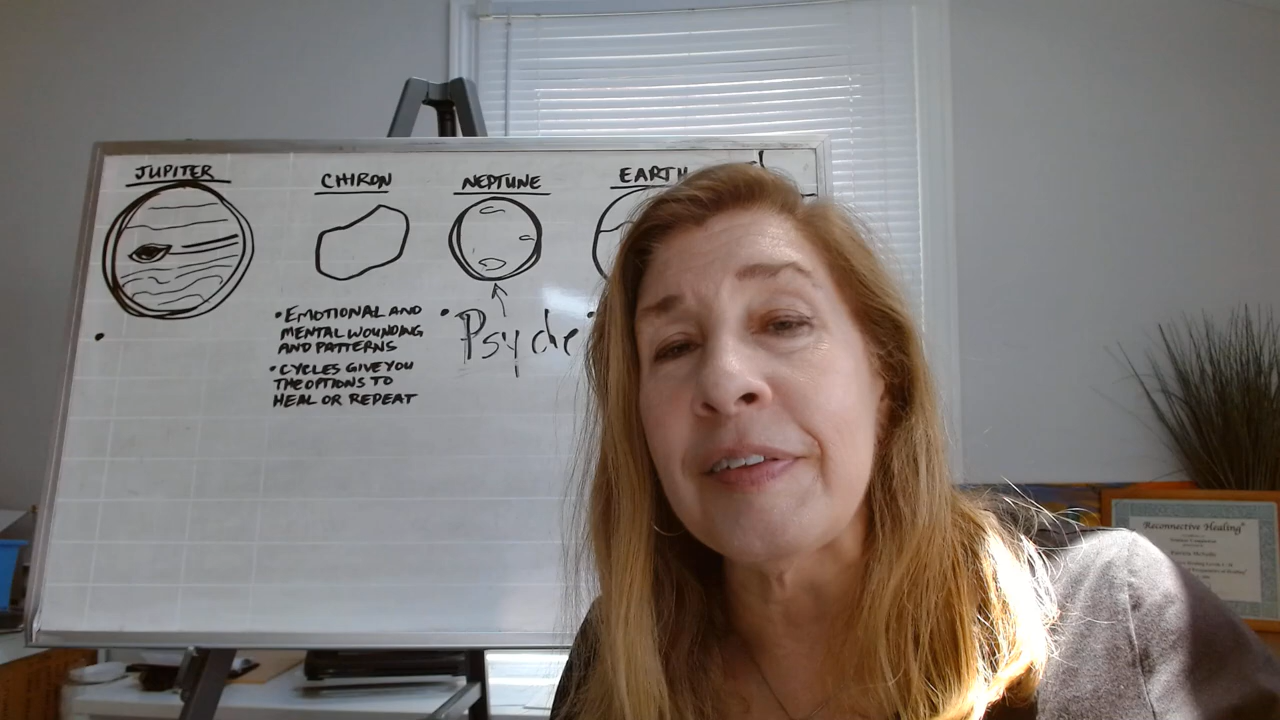 JUPITER
CHIRON
NEPTUNE
EARTH
• EMOTIONAL AND
MENTAL WOUNDING
AND PATTERNS
• CYCLES GIVE YOU
THE OPTIONS TO
HEAL OR REPEAT
• Psyche
•
Reconnective Healing®